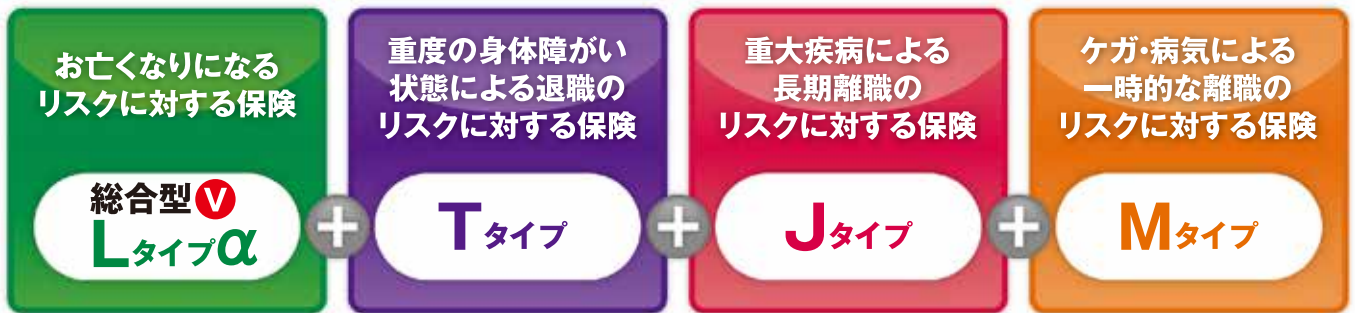 お亡くなりになる
リスクに対する保険
総合型 V
Lタイプα
+
重度の身体障がい
状態による退職の
リスクに対する保険
Tタイプ
+
重大疾病による
長期離職の
リスクに対する保険
Jタイプ
+
ケガ・病気による
一時的な離職の
リスクに対する保険
Mタイプ